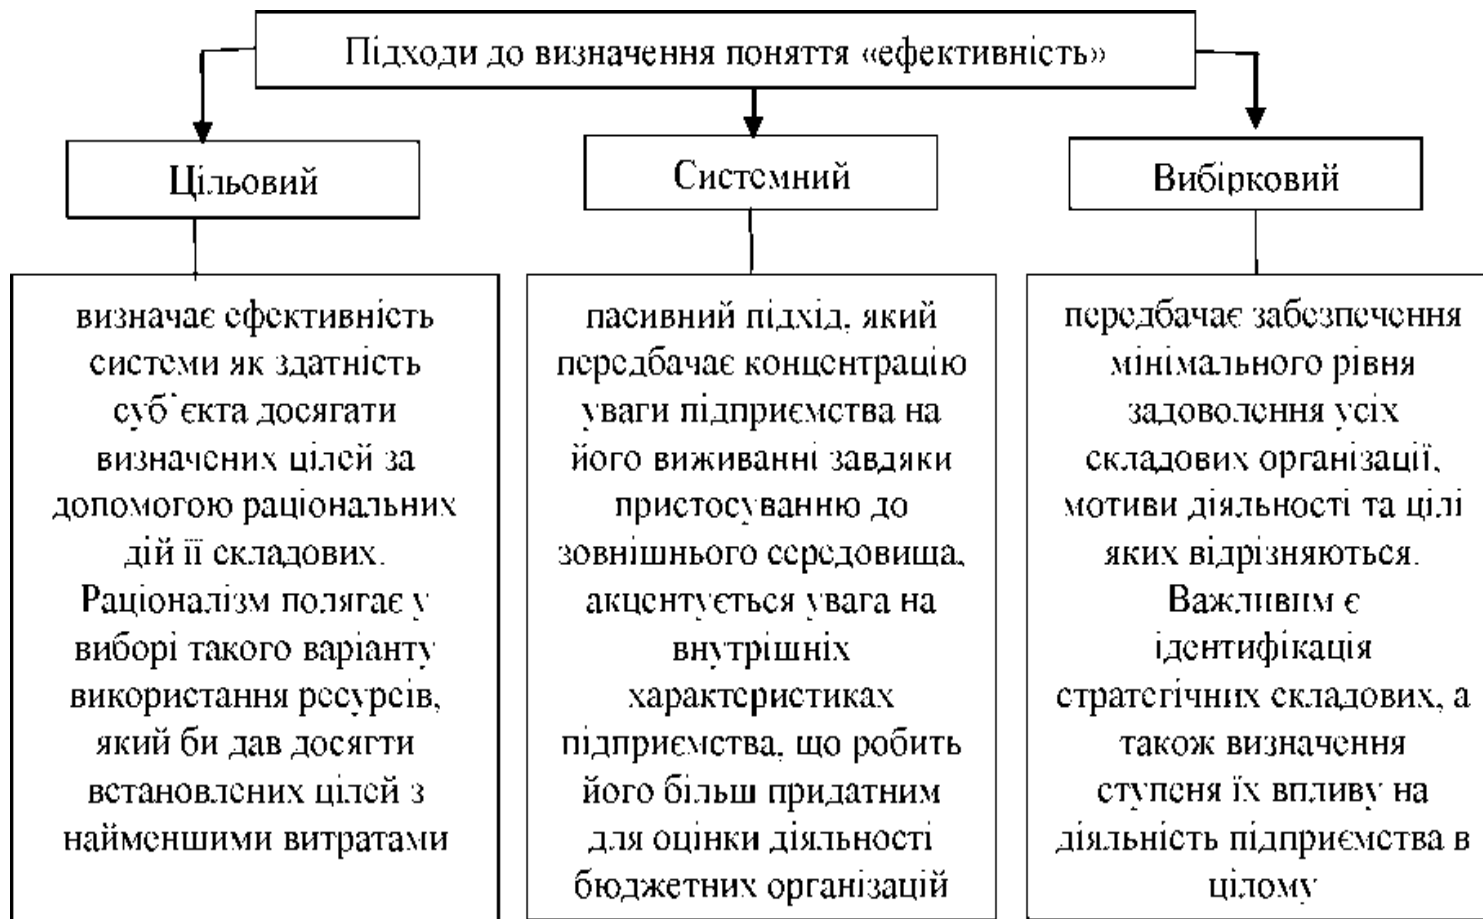 Підходи до визначення поняття «ефективність»
Цільовий
визначає ефективність
системи як здатність
суб`єкта досягати
визначених цілей за
допомогою раціональних
дій її складових.
Раціоналізм полягає у
виборі такого варіанту
використання ресурсів,
який би дав досягти
встановлених цілей з
найменшими витратами
Системний
пасивний підхід, який
передбачає концентрацію
уваги підприємства на
його виживанні завдяки
пристосуванню до
зовнішнього середовища,
акцентується увага на
внутрішніх
характеристиках
підприємства, що робить
його більш придатним
для оцінки діяльності
бюджетних організацій
Вибірковий
передбачає забезпечення
мінімального рівня
задоволення усіх
складових організації,
мотиви діяльності та цілі
яких відрізняються.
Важливим є
ідентифікація
стратегічних складових, а
також визначення
ступеня їх впливу на
діяльність підприємства в
цілому